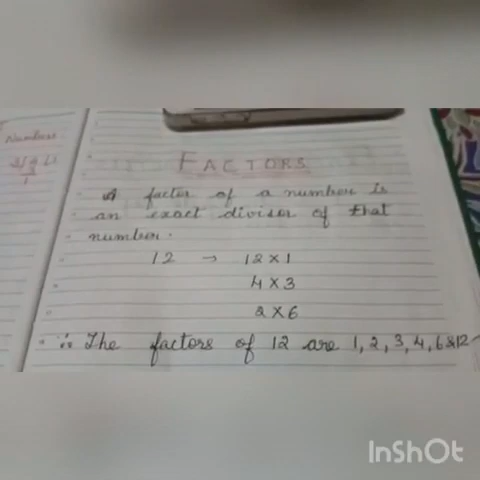 Numbers
FACTORS
A factor of a number is
an exact divisor of that
number.
12 → 12 × 1
4 × 3
2 × 6
∴ The factors of 12 are 1, 2, 3, 4, 6 & 12
InShOt